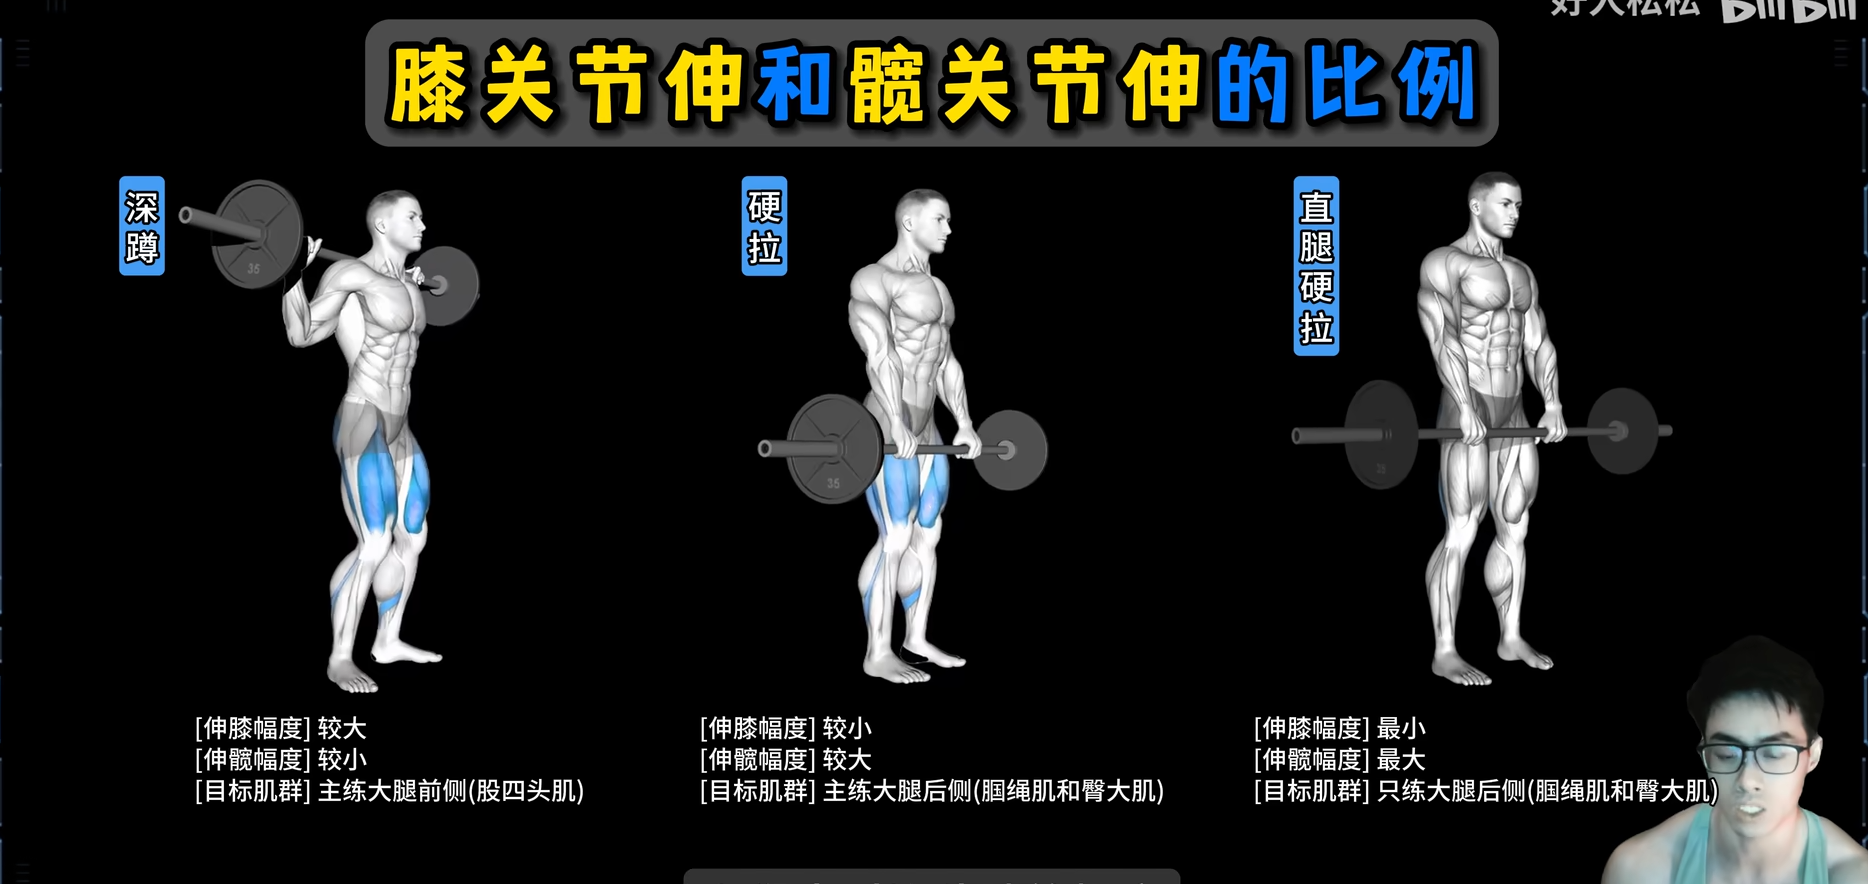 好人松松 bilibili
膝关节伸和髋关节伸的比例
深蹲
硬拉
直腿硬拉
35
35
35
[伸膝幅度] 较大
[伸髋幅度] 较小
[目标肌群] 主练大腿前侧(股四头肌)
[伸膝幅度] 较小
[伸髋幅度] 较大
[目标肌群] 主练大腿后侧(腘绳肌和臀大肌)
[伸膝幅度] 最小
[伸髋幅度] 最大
[目标肌群] 只练大腿后侧(腘绳肌和臀大肌)